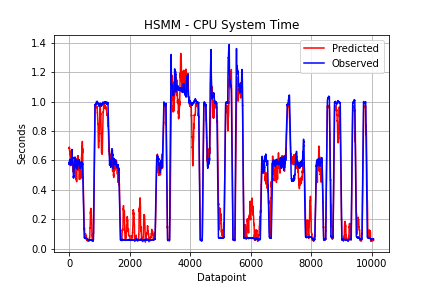 HSMM - CPU System Time
Predicted
Observed
1.4
1.2
1.0
0.8
0.6
0.4
0.2
0.0
Seconds
0 2000 4000 6000 8000 10000
Datapoint